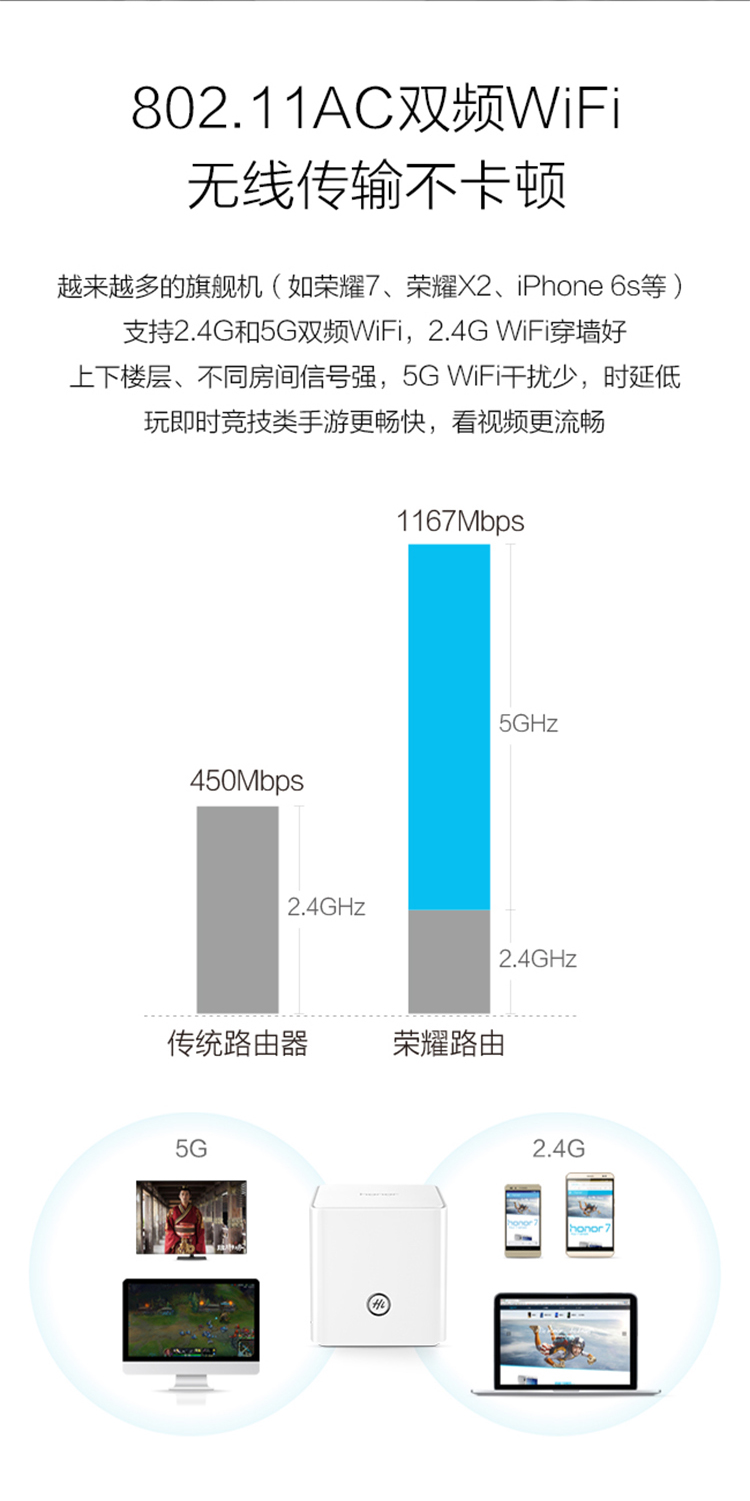 802.11AC双频WiFi
无线传输不卡顿
越来越多的旗舰机（如荣耀7、荣耀X2、iPhone 6s等）
支持2.4G和5G双频WiFi，2.4G WiFi穿墙好
上下楼层、不同房间信号强，5G WiFi干扰少，时延低
玩即时竞技类手游更畅快，看视频更流畅
1167Mbps
5GHz
450Mbps
2.4GHz
2.4GHz
传统路由器
荣耀路由
5G
2.4G
honor
honor 7
honor 7
Hi